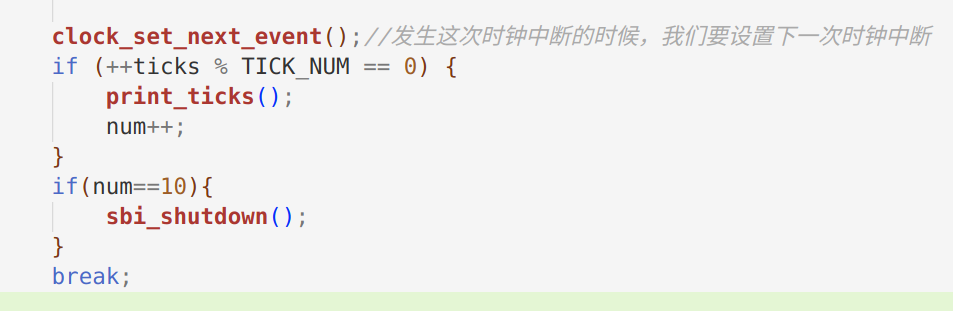 clock_set_next_event();//发生这次时钟中断的时候，我们要设置下一次时钟中断
if (++ticks % TICK_NUM == 0) {
    print_ticks();
    num++;
}
if(num==10){
    sbi_shutdown();
}
break;